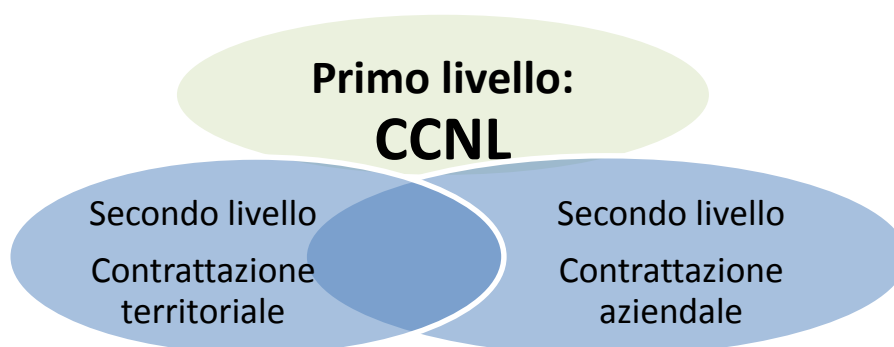 Primo livello:
CCNL
Secondo livello
Contrattazione
territoriale
Secondo livello
Contrattazione
aziendale